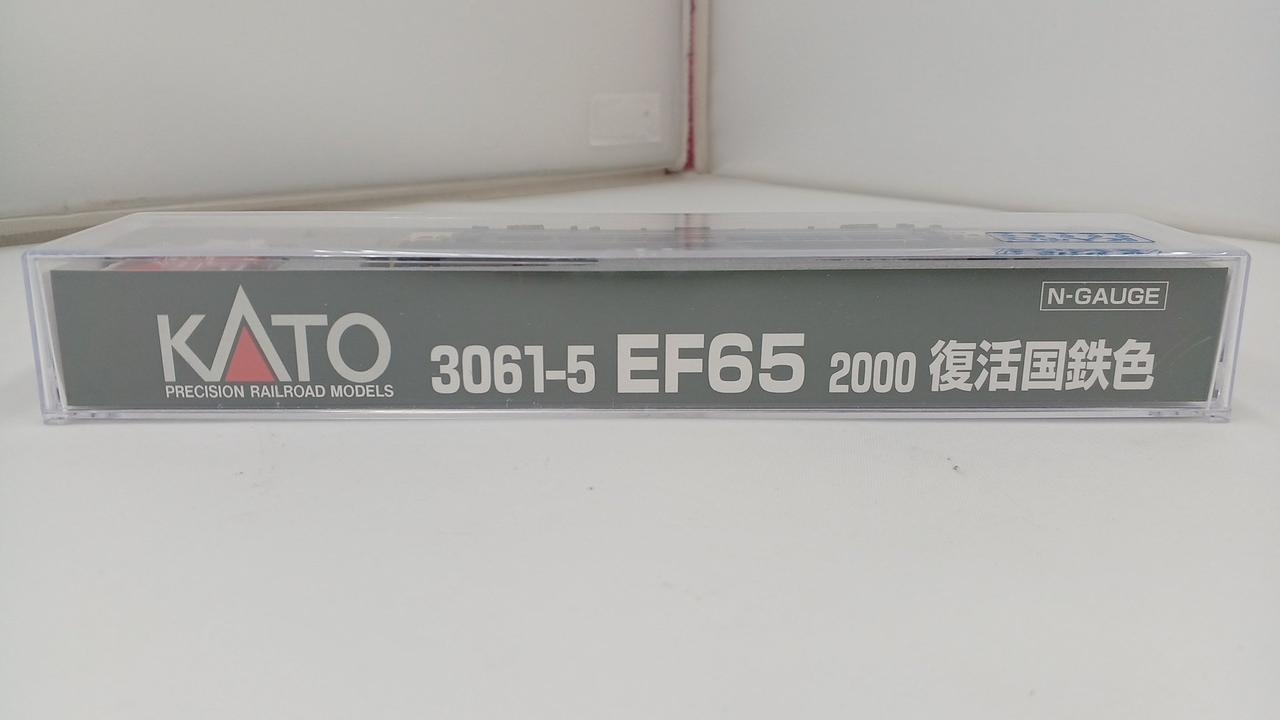 N-GAUGE
KATO
PRECISION RAILROAD MODELS
3061-5 EF65 2000 復活国鉄色